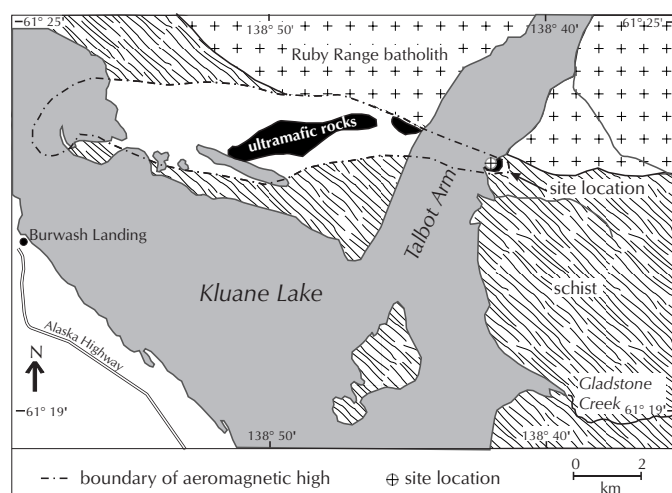 61° 25'
138° 50'
138° 40'
61° 25'
Ruby Range batholith
ultramafic rocks
site location
Talbot Arm
Burwash Landing
Kluane Lake
schist
Alaska Highway
N
Gladstone
Creek
61° 19'
61° 19'
138° 50'
138° 40'
boundary of aeromagnetic high
site location
0 2
km